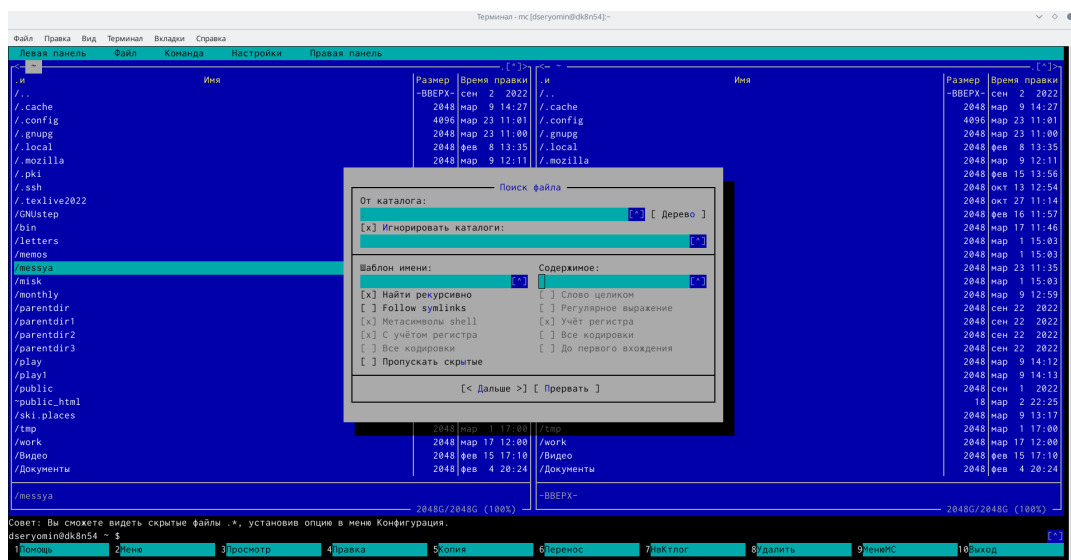 Терминал - mc [dseryomin@dk8n54]:~
Файл Правка Вид Терминал Вкладки Справка
Левая панель Файл Команда Настройки Правая панель
<- ~ .[^]> <- ~ .[^]>
.и Имя Размер Время правки .и Имя Размер Время правки
/.. -ВВЕРХ- сен 2 2022 /.. -ВВЕРХ- сен 2 2022
/.cache 2048 мар 9 14:27 /.cache 2048 мар 9 14:27
/.config 4096 мар 23 11:01 /.config 4096 мар 23 11:01
/.gnupg 2048 мар 23 11:00 /.gnupg 2048 мар 23 11:00
/.local 2048 фев 8 13:35 /.local 2048 фев 8 13:35
/.mozilla 2048 мар 9 12:11 /.mozilla 2048 мар 9 12:11
/.pki 2048 фев 15 13:56
/.ssh Поиск файла 2048 окт 13 12:54
/.texlive2022 От каталога: 2048 окт 27 11:14
/GNUstep [^] [ Дерево ] 2048 фев 16 11:57
/bin [x] Игнорировать каталоги: 2048 мар 17 11:46
/letters [^] 2048 мар 1 15:03
/memos 2048 мар 1 15:03
/messya Шаблон имени: Содержимое: 2048 мар 23 11:35
/misk [^] [^] 2048 мар 1 15:03
/monthly [x] Найти рекурсивно [ ] Слово целиком 2048 мар 9 12:59
/parentdir [ ] Follow symlinks [ ] Регулярное выражение 2048 сен 22 2022
/parentdir1 [x] Метасимволы shell [x] Учёт регистра 2048 сен 22 2022
/parentdir2 [x] С учётом регистра [ ] Все кодировки 2048 сен 22 2022
/parentdir3 [ ] Все кодировки [ ] До первого вхождения 2048 сен 22 2022
/play [ ] Пропускать скрытые 2048 мар 9 14:12
/play1 2048 мар 9 14:13
/public [< Дальше >] [ Прервать ] 2048 сен 1 2022
~public_html 18 мар 2 22:25
/ski.places 2048 мар 9 13:17
/tmp 2048 мар 1 17:00 /tmp 2048 мар 1 17:00
/work 2048 мар 17 12:00 /work 2048 мар 17 12:00
/Видео 2048 фев 15 17:10 /Видео 2048 фев 15 17:10
/Документы 2048 фев 4 20:24 /Документы 2048 фев 4 20:24
/messya -ВВЕРХ-
2048G/2048G (100%) 2048G/2048G (100%)
Совет: Вы сможете видеть скрытые файлы .*, установив опцию в меню Конфигурация.
dseryomin@dk8n54 ~ $ [^]
1Помощь 2Меню 3Просмотр 4Правка 5Копия 6Перенос 7НвКтлог 8Удалить 9МенюМС 10Выход